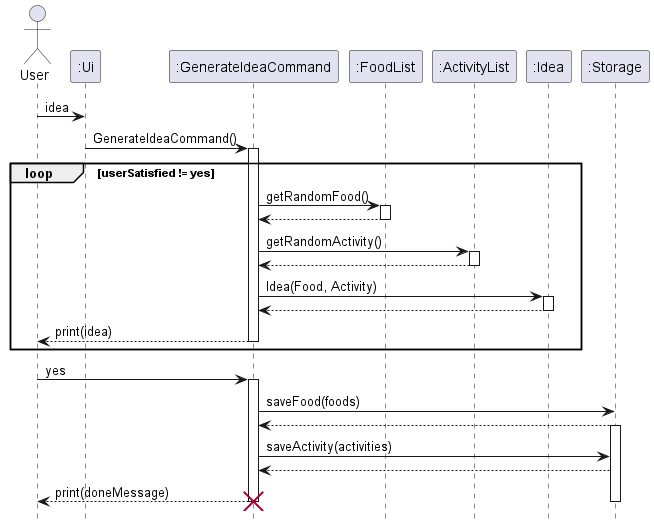 User
:Ui
:GenerateIdeaCommand
:FoodList
:ActivityList
:Idea
:Storage
idea
GenerateIdeaCommand()
loop
[userSatisfied != yes]
getRandomFood()
getRandomActivity()
Idea(Food, Activity)
print(idea)
yes
saveFood(foods)
saveActivity(activities)
print(doneMessage)